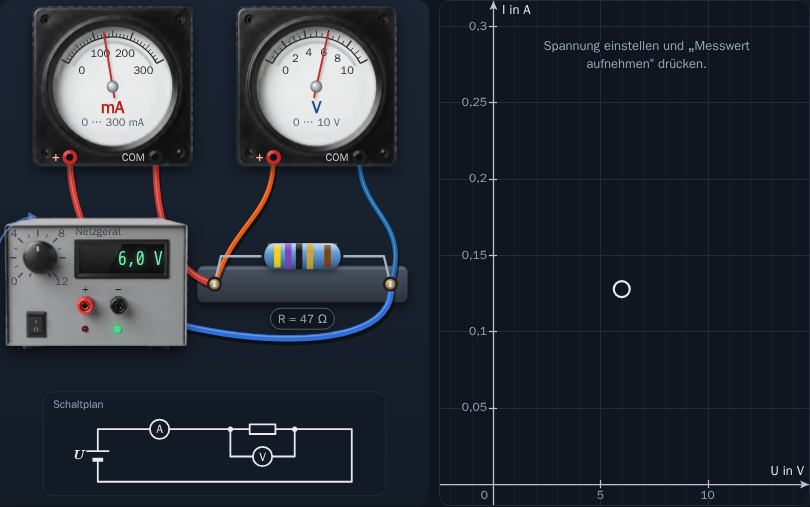 0
100
200
300
mA
0 ··· 300 mA
+
COM
0
2
4
6
8
10
V
0 ··· 10 V
+
COM
Netzgerät
0
4
8
12
6,0 V
+
−
R = 47 Ω
Schaltplan
A
V
U
I in A
Spannung einstellen und „Messwert
aufnehmen“ drücken.
0,3
0,25
0,2
0,15
0,1
0,05
0
5
10
U in V